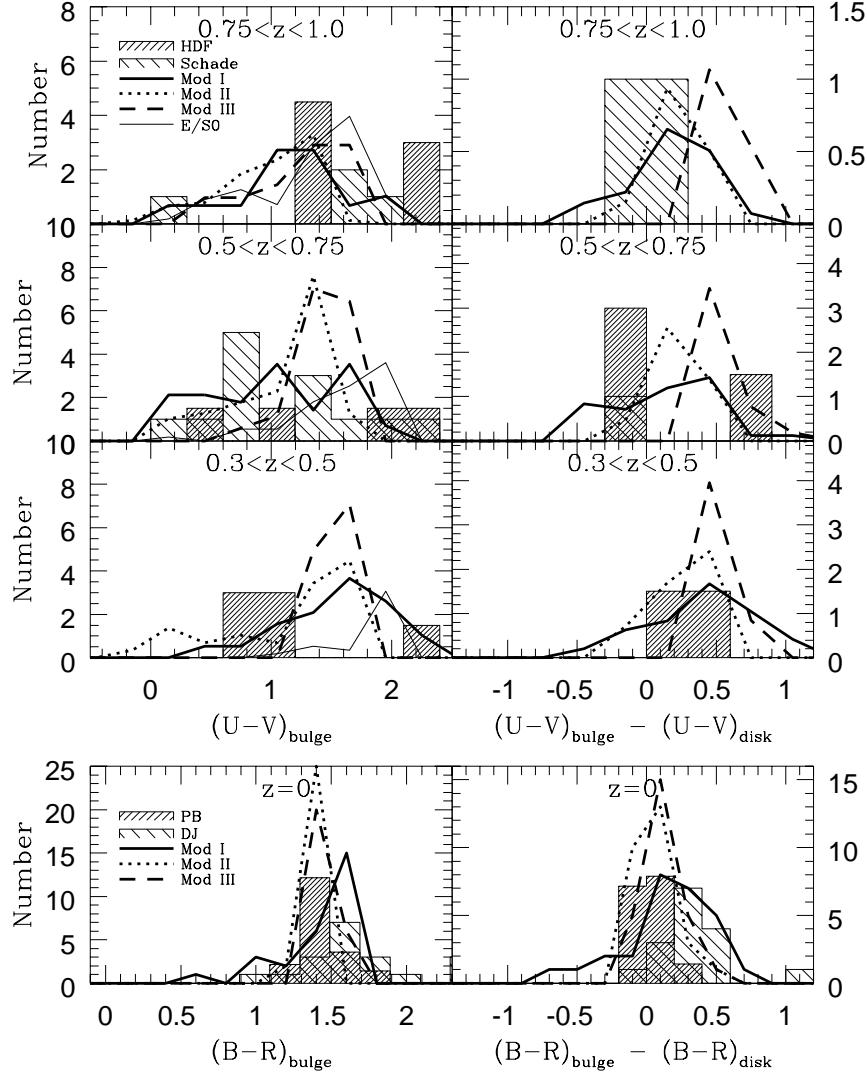 8
0.75<z<1.0
HDF
Schade
Mod I
Mod II
Mod III
E/S0
6
4
2
Number
0.75<z<1.0
1.5
1
0.5
0
10
0.5<z<0.75
8
6
4
2
0
Number
0.5<z<0.75
4
3
2
1
0
10
0.3<z<0.5
8
6
4
2
0
Number
0.3<z<0.5
4
3
2
1
0
0 1 2
-1 -0.5 0 0.5 1
(U-V)bulge
(U-V)bulge - (U-V)disk
25
20
15
10
5
0
Number
z=0
PB
DJ
Mod I
Mod II
Mod III
z=0
15
10
5
0
0 0.5 1 1.5 2
-1 -0.5 0 0.5 1
(B-R)bulge
(B-R)bulge - (B-R)disk